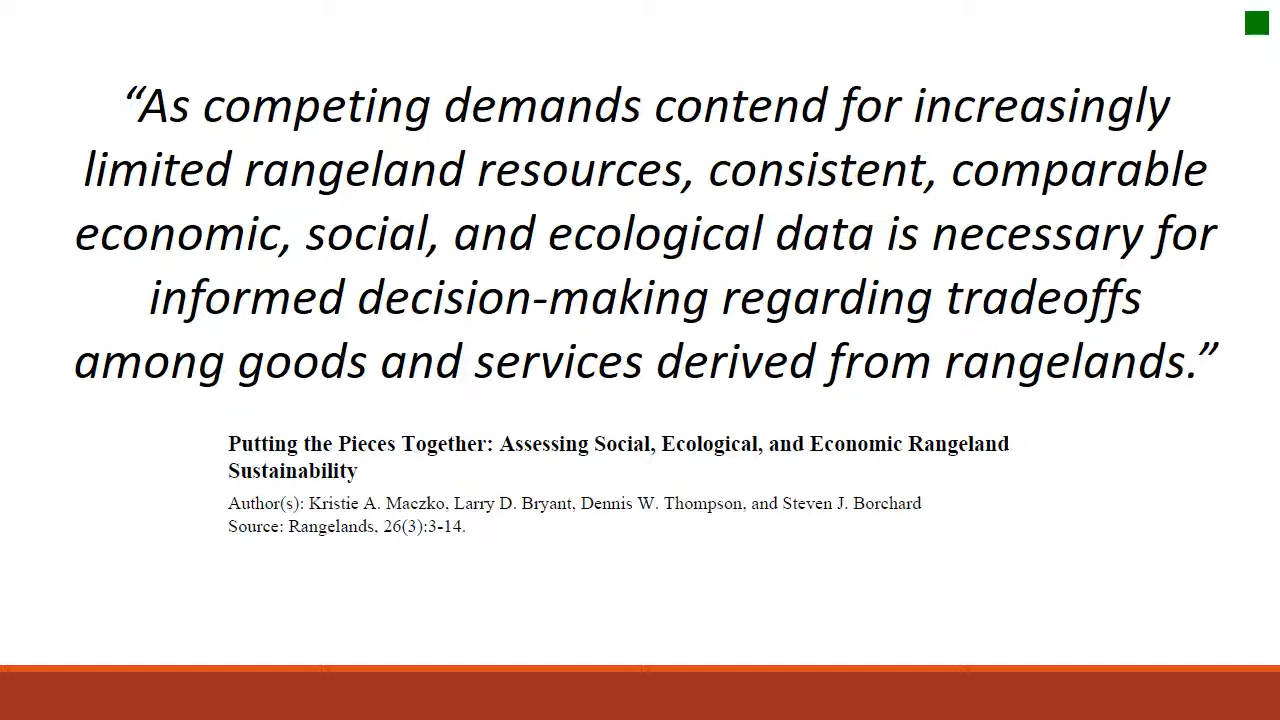 “As competing demands contend for increasingly
limited rangeland resources, consistent, comparable
economic, social, and ecological data is necessary for
informed decision-making regarding tradeoffs
among goods and services derived from rangelands.”
Putting the Pieces Together: Assessing Social, Ecological, and Economic Rangeland
Sustainability
Author(s): Kristie A. Maczko, Larry D. Bryant, Dennis W. Thompson, and Steven J. Borchard
Source: Rangelands, 26(3):3-14.